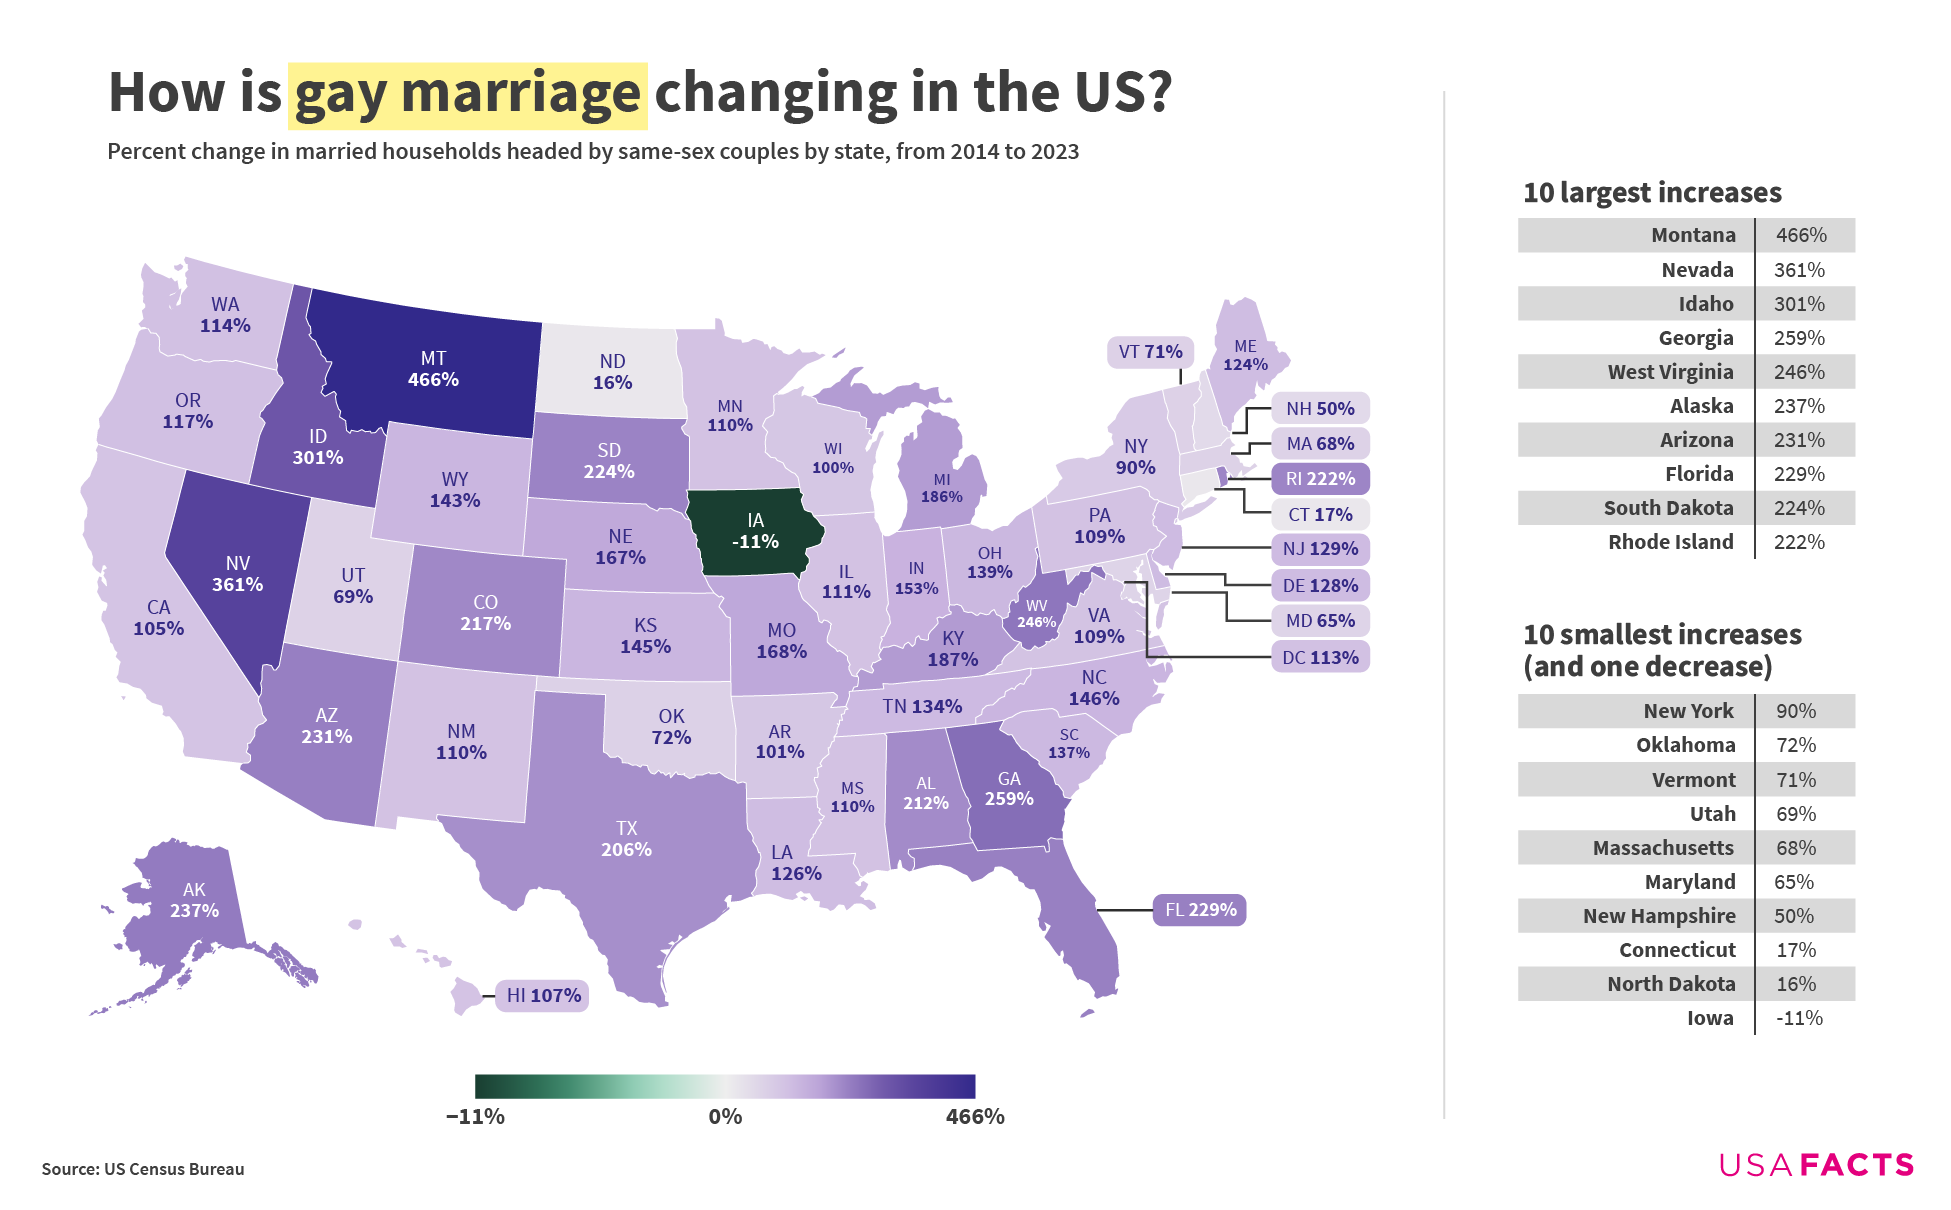 How is gay marriage changing in the US?
Percent change in married households headed by same-sex couples by state, from 2014 to 2023
WA
114%
OR
117%
CA
105%
NV
361%
ID
301%
MT
466%
WY
143%
UT
69%
CO
217%
AZ
231%
NM
110%
ND
16%
SD
224%
NE
167%
KS
145%
OK
72%
TX
206%
MN
110%
IA
-11%
MO
168%
AR
101%
LA
126%
WI
100%
IL
111%
MI
186%
IN
153%
OH
139%
KY
187%
TN 134%
MS
110%
AL
212%
GA
259%
SC
137%
NC
146%
WV
246%
VA
109%
PA
109%
NY
90%
ME
124%
VT 71%
NH 50%
MA 68%
RI 222%
CT 17%
NJ 129%
DE 128%
MD 65%
DC 113%
FL 229%
AK
237%
HI 107%
−11%
0%
466%
10 largest increases
Montana 466%
Nevada 361%
Idaho 301%
Georgia 259%
West Virginia 246%
Alaska 237%
Arizona 231%
Florida 229%
South Dakota 224%
Rhode Island 222%
10 smallest increases
(and one decrease)
New York 90%
Oklahoma 72%
Vermont 71%
Utah 69%
Massachusetts 68%
Maryland 65%
New Hampshire 50%
Connecticut 17%
North Dakota 16%
Iowa -11%
Source: US Census Bureau
USAFACTS